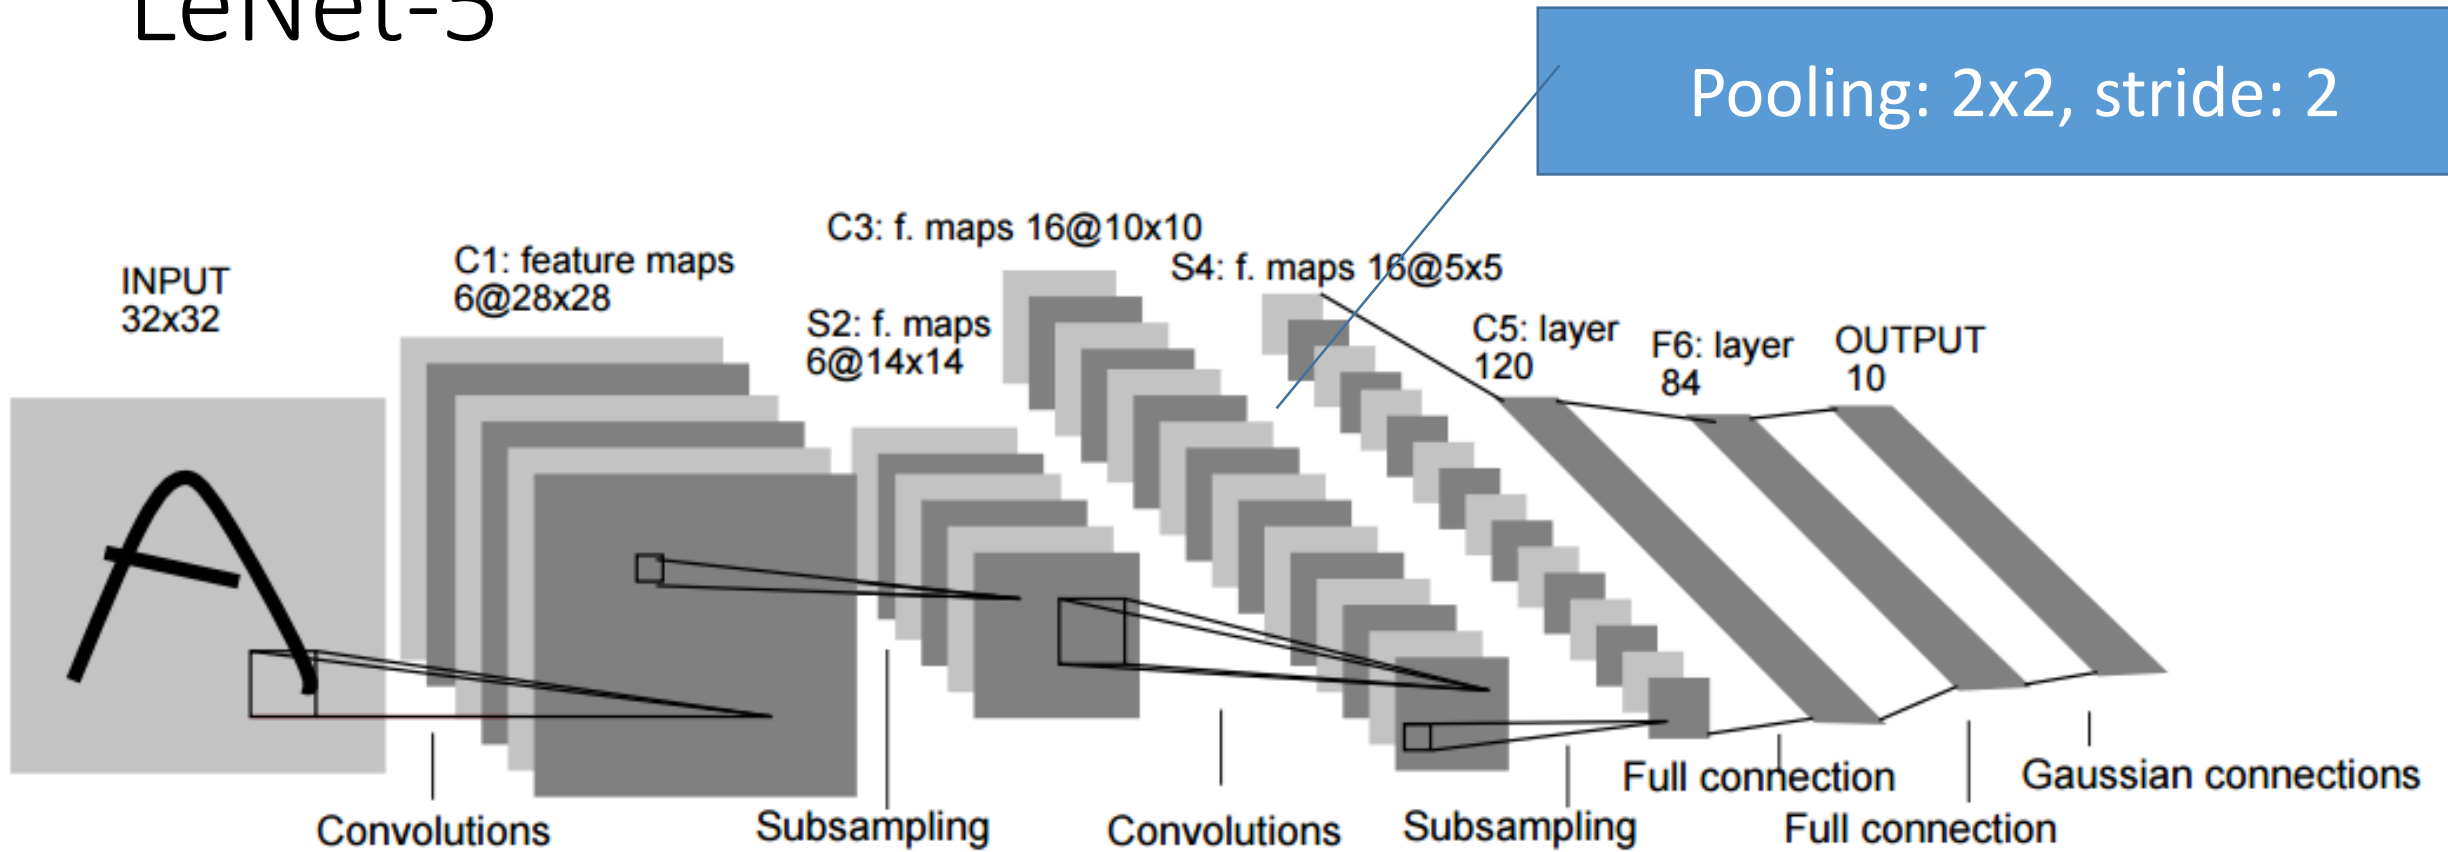 LeNet-5
Pooling: 2x2, stride: 2
C3: f. maps 16@10x10
S4: f. maps 16@5x5
INPUT
32x32
C1: feature maps
6@28x28
S2: f. maps
6@14x14
C5: layer
120
F6: layer
84
OUTPUT
10
Convolutions
Subsampling
Convolutions
Subsampling
Full connection
Full connection
Gaussian connections
A